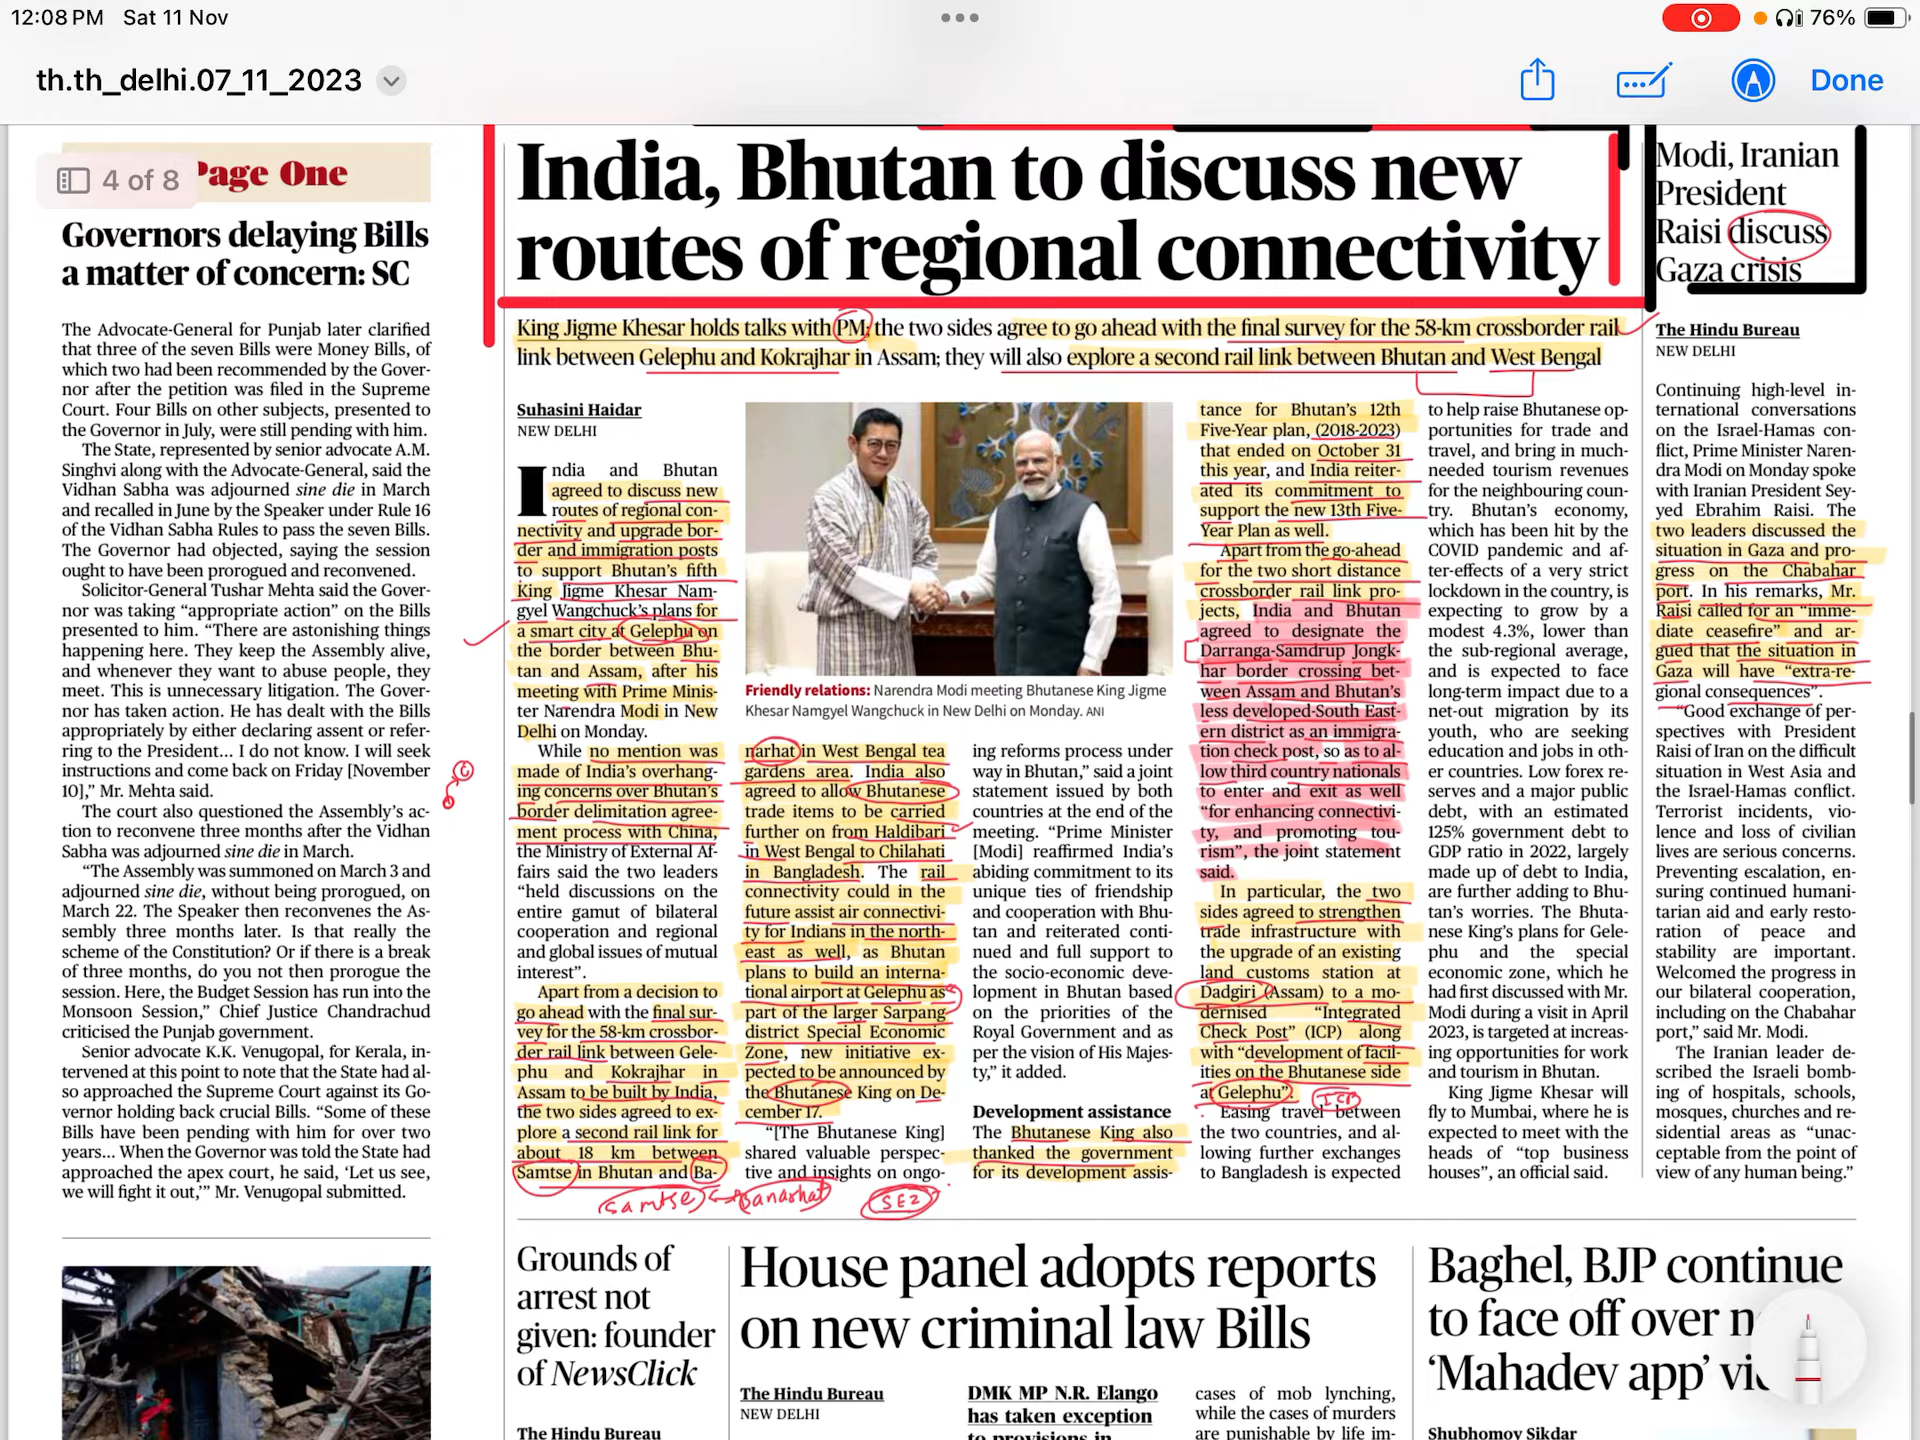 12:08 PM Sat 11 Nov
76%
th.th_delhi.07_11_2023
Done
4 of 8
Page One
Governors delaying Bills
a matter of concern: SC
The Advocate-General for Punjab later clarified
that three of the seven Bills were Money Bills, of
which two had been recommended by the Gover-
nor after the petition was filed in the Supreme
Court. Four Bills on other subjects, presented to
the Governor in July, were still pending with him.
The State, represented by senior advocate A.M.
Singhvi along with the Advocate-General, said the
Vidhan Sabha was adjourned sine die in March
and recalled in June by the Speaker under Rule 16
of the Vidhan Sabha Rules to pass the seven Bills.
The Governor had objected, saying the session
ought to have been prorogued and reconvened.
Solicitor-General Tushar Mehta said the Gover-
nor was taking “appropriate action” on the Bills
presented to him. “There are astonishing things
happening here. They keep the Assembly alive,
and whenever they want to abuse people, they
meet. This is unnecessary litigation. The Gover-
nor has taken action. He has dealt with the Bills
appropriately by either declaring assent or refer-
ring to the President... I do not know. I will seek
instructions and come back on Friday [November
10],” Mr. Mehta said.
The court also questioned the Assembly’s ac-
tion to reconvene three months after the Vidhan
Sabha was adjourned sine die in March.
“The Assembly was summoned on March 3 and
adjourned sine die, without being prorogued, on
March 22. The Speaker then reconvenes the As-
sembly three months later. Is that really the
scheme of the Constitution? Or if there is a break
of three months, do you not then prorogue the
session. Here, the Budget Session has run into the
Monsoon Session,” Chief Justice Chandrachud
criticised the Punjab government.
Senior advocate K.K. Venugopal, for Kerala, in-
tervened at this point to note that the State had al-
so approached the Supreme Court against its Go-
vernor holding back crucial Bills. “Some of these
Bills have been pending with him for over two
years... When the Governor was told the State had
approached the apex court, he said, ‘Let us see,
we will fight it out,’” Mr. Venugopal submitted.
India, Bhutan to discuss new
routes of regional connectivity
King Jigme Khesar holds talks with PM; the two sides agree to go ahead with the final survey for the 58-km crossborder rail
link between Gelephu and Kokrajhar in Assam; they will also explore a second rail link between Bhutan and West Bengal
Suhasini Haidar
NEW DELHI
India and Bhutan
agreed to discuss new
routes of regional con-
nectivity and upgrade bor-
der and immigration posts
to support Bhutan’s fifth
King Jigme Khesar Nam-
gyel Wangchuck’s plans for
a smart city at Gelephu on
the border between Bhu-
tan and Assam, after his
meeting with Prime Minis-
ter Narendra Modi in New
Delhi on Monday.
While no mention was
made of India’s overhang-
ing concerns over Bhutan’s
border delimitation agree-
ment process with China,
the Ministry of External Af-
fairs said the two leaders
“held discussions on the
entire gamut of bilateral
cooperation and regional
and global issues of mutual
interest”.
Apart from a decision to
go ahead with the final sur-
vey for the 58-km crossbor-
der rail link between Gele-
phu and Kokrajhar in
Assam to be built by India,
the two sides agreed to ex-
plore a second rail link for
about 18 km between
Samtse in Bhutan and Ba-
Friendly relations: Narendra Modi meeting Bhutanese King Jigme
Khesar Namgyel Wangchuck in New Delhi on Monday. ANI
narhat in West Bengal tea
gardens area. India also
agreed to allow Bhutanese
trade items to be carried
further on from Haldibari
in West Bengal to Chilahati
in Bangladesh. The rail
connectivity could in the
future assist air connectivi-
ty for Indians in the north-
east as well, as Bhutan
plans to build an interna-
tional airport at Gelephu as
part of the larger Sarpang
district Special Economic
Zone, new initiative ex-
pected to be announced by
the Bhutanese King on De-
cember 17.
“[The Bhutanese King]
shared valuable perspec-
tive and insights on ongo-
ing reforms process under
way in Bhutan,” said a joint
statement issued by both
countries at the end of the
meeting. “Prime Minister
[Modi] reaffirmed India’s
abiding commitment to its
unique ties of friendship
and cooperation with Bhu-
tan and reiterated conti-
nued and full support to
the socio-economic deve-
lopment in Bhutan based
on the priorities of the
Royal Government and as
per the vision of His Majes-
ty,” it added.
Development assistance
The Bhutanese King also
thanked the government
for its development assis-
tance for Bhutan’s 12th
Five-Year plan, (2018-2023)
that ended on October 31
this year, and India reiter-
ated its commitment to
support the new 13th Five-
Year Plan as well.
Apart from the go-ahead
for the two short distance
crossborder rail link pro-
jects, India and Bhutan
agreed to designate the
Darranga-Samdrup Jongk-
har border crossing bet-
ween Assam and Bhutan’s
less developed-South East-
ern district as an immigra-
tion check post, so as to al-
low third country nationals
to enter and exit as well
“for enhancing connectivi-
ty, and promoting tou-
rism”, the joint statement
said.
In particular, the two
sides agreed to strengthen
trade infrastructure with
the upgrade of an existing
land customs station at
Dadgiri (Assam) to a mo-
dernised “Integrated
Check Post” (ICP) along
with “development of facil-
ities on the Bhutanese side
at Gelephu”.
ICP
Easing travel between
the two countries, and al-
lowing further exchanges
to Bangladesh is expected
to help raise Bhutanese op-
portunities for trade and
travel, and bring in much-
needed tourism revenues
for the neighbouring coun-
try. Bhutan’s economy,
which has been hit by the
COVID pandemic and af-
ter-effects of a very strict
lockdown in the country, is
expecting to grow by a
modest 4.3%, lower than
the sub-regional average,
and is expected to face
long-term impact due to a
net-out migration by its
youth, who are seeking
education and jobs in oth-
er countries. Low forex re-
serves and a major public
debt, with an estimated
125% government debt to
GDP ratio in 2022, largely
made up of debt to India,
are further adding to Bhu-
tan’s worries. The Bhuta-
nese King’s plans for Gele-
phu and the special
economic zone, which he
had first discussed with Mr.
Modi during a visit in April
2023, is targeted at increas-
ing opportunities for work
and tourism in Bhutan.
King Jigme Khesar will
fly to Mumbai, where he is
expected to meet with the
heads of “top business
houses”, an official said.
Samtse Banarhat
SEZ
Modi, Iranian
President
Raisi discuss
Gaza crisis
The Hindu Bureau
NEW DELHI
Continuing high-level in-
ternational conversations
on the Israel-Hamas con-
flict, Prime Minister Naren-
dra Modi on Monday spoke
with Iranian President Sey-
yed Ebrahim Raisi. The
two leaders discussed the
situation in Gaza and pro-
gress on the Chabahar
port. In his remarks, Mr.
Raisi called for an “imme-
diate ceasefire” and ar-
gued that the situation in
Gaza will have “extra-re-
gional consequences”.
“Good exchange of per-
spectives with President
Raisi of Iran on the difficult
situation in West Asia and
the Israel-Hamas conflict.
Terrorist incidents, vio-
lence and loss of civilian
lives are serious concerns.
Preventing escalation, en-
suring continued humani-
tarian aid and early resto-
ration of peace and
stability are important.
Welcomed the progress in
our bilateral cooperation,
including on the Chabahar
port,” said Mr. Modi.
The Iranian leader de-
scribed the Israeli bomb-
ing of hospitals, schools,
mosques, churches and re-
sidential areas as “unac-
ceptable from the point of
view of any human being.”
Grounds of
arrest not
given: founder
of NewsClick
The Hindu Bureau
House panel adopts reports
on new criminal law Bills
The Hindu Bureau
NEW DELHI
DMK MP N.R. Elango
has taken exception
to provisions in
cases of mob lynching,
while the cases of murders
are punishable by life im-
Baghel, BJP continue
to face off over
‘Mahadev app’
Shubhomoy Sikdar